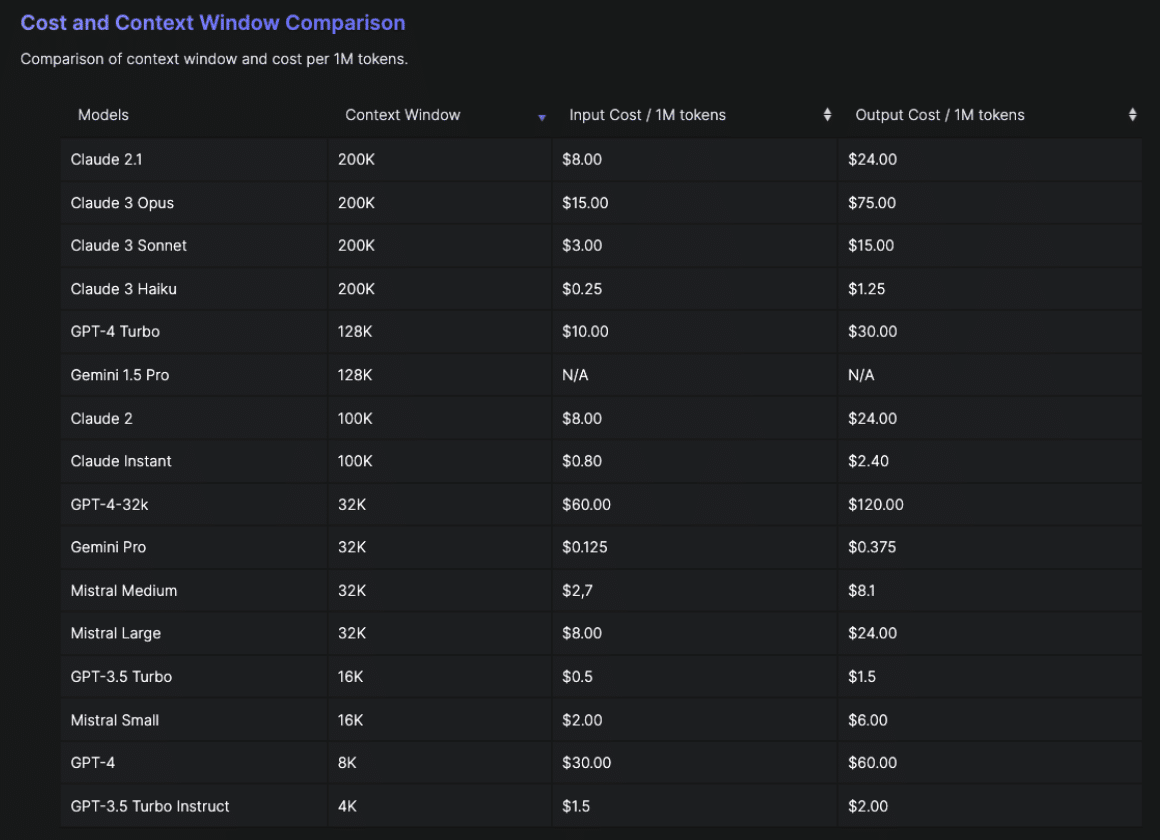 Cost and Context Window Comparison
Comparison of context window and cost per 1M tokens.
Models Context Window Input Cost / 1M tokens Output Cost / 1M tokens
Claude 2.1 200K $8.00 $24.00
Claude 3 Opus 200K $15.00 $75.00
Claude 3 Sonnet 200K $3.00 $15.00
Claude 3 Haiku 200K $0.25 $1.25
GPT-4 Turbo 128K $10.00 $30.00
Gemini 1.5 Pro 128K N/A N/A
Claude 2 100K $8.00 $24.00
Claude Instant 100K $0.80 $2.40
GPT-4-32k 32K $60.00 $120.00
Gemini Pro 32K $0.125 $0.375
Mistral Medium 32K $2,7 $8.1
Mistral Large 32K $8.00 $24.00
GPT-3.5 Turbo 16K $0.5 $1.5
Mistral Small 16K $2.00 $6.00
GPT-4 8K $30.00 $60.00
GPT-3.5 Turbo Instruct 4K $1.5 $2.00